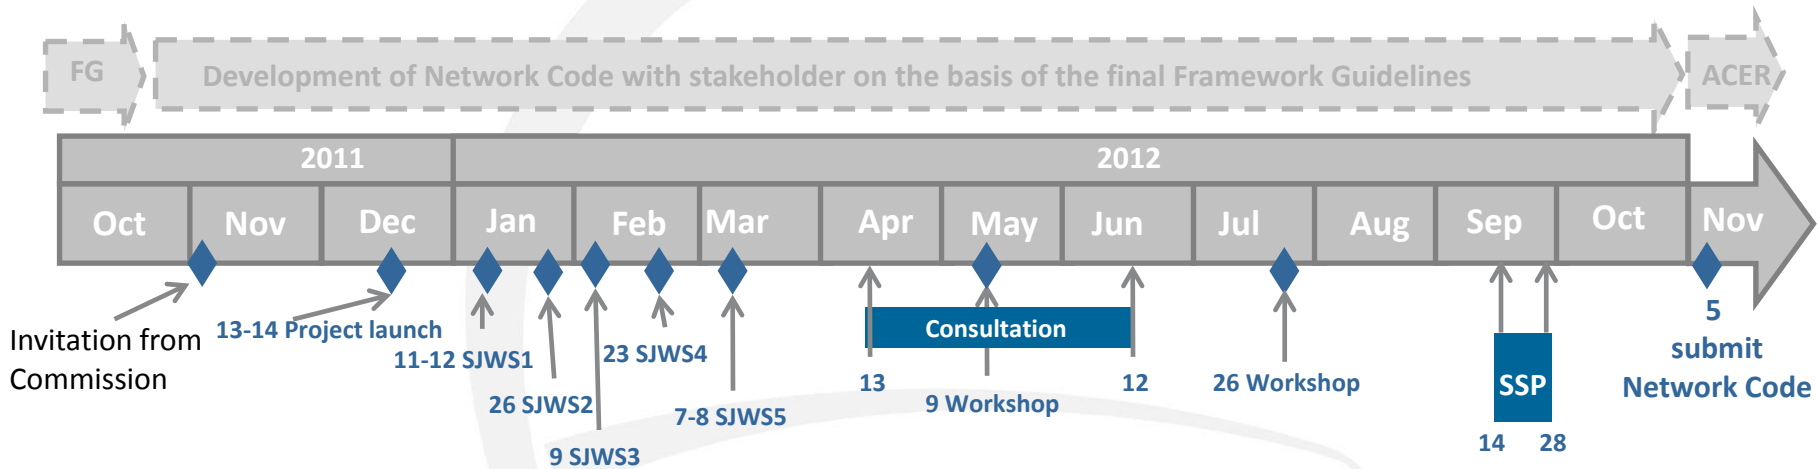 FG
Development of Network Code with stakeholder on the basis of the final Framework Guidelines
ACER
2011
2012
Oct
Nov
Dec
Jan
Feb
Mar
Apr
May
Jun
Jul
Aug
Sep
Oct
Nov
Invitation from
Commission
13-14 Project launch
11-12 SJWS1
26 SJWS2
9 SJWS3
23 SJWS4
7-8 SJWS5
Consultation
13
9 Workshop
12
26 Workshop
SSP
14
28
5
submit
Network Code